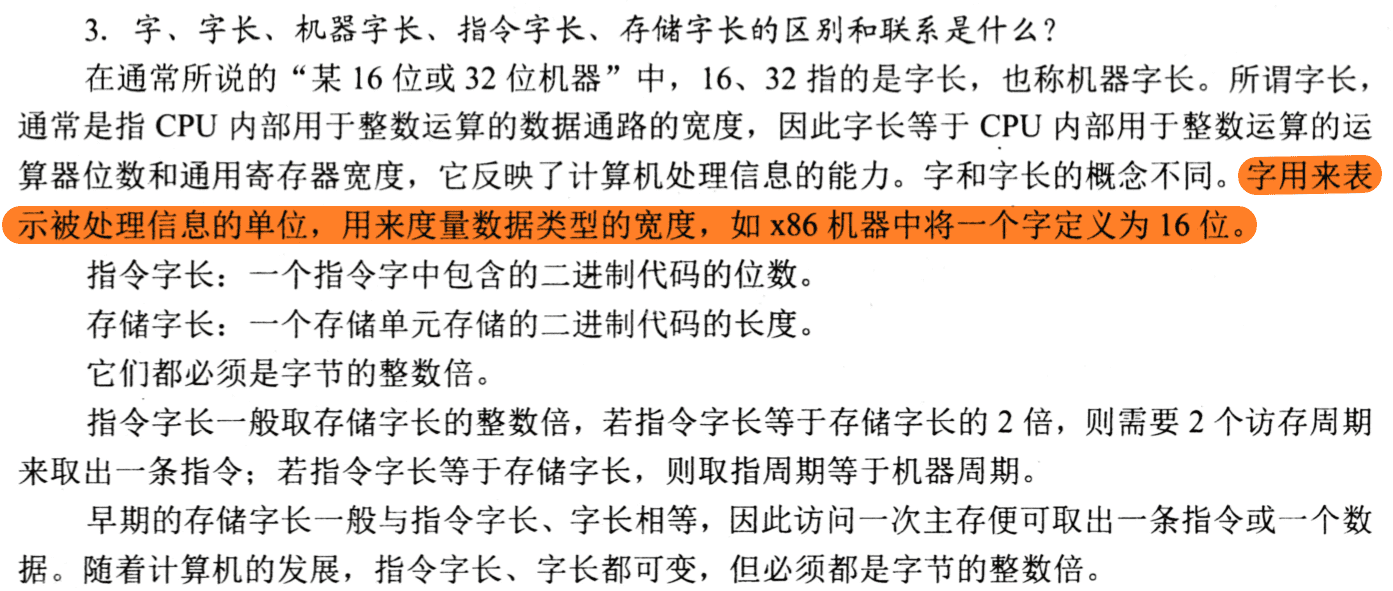 3. 字、字长、机器字长、指令字长、存储字长的区别和联系是什么？
在通常所说的“某 16 位或 32 位机器”中，16、32 指的是字长，也称机器字长。所谓字长，
通常是指 CPU 内部用于整数运算的数据通路的宽度，因此字长等于 CPU 内部用于整数运算的运
算器位数和通用寄存器宽度，它反映了计算机处理信息的能力。字和字长的概念不同。字用来表
示被处理信息的单位，用来度量数据类型的宽度，如 x86 机器中将一个字定义为 16 位。
指令字长：一个指令字中包含的二进制代码的位数。
存储字长：一个存储单元存储的二进制代码的长度。
它们都必须是字节的整数倍。
指令字长一般取存储字长的整数倍，若指令字长等于存储字长的 2 倍，则需要 2 个访存周期
来取出一条指令；若指令字长等于存储字长，则取指周期等于机器周期。
早期的存储字长一般与指令字长、字长相等，因此访问一次主存便可取出一条指令或一个数
据。随着计算机的发展，指令字长、字长都可变，但必须都是字节的整数倍。